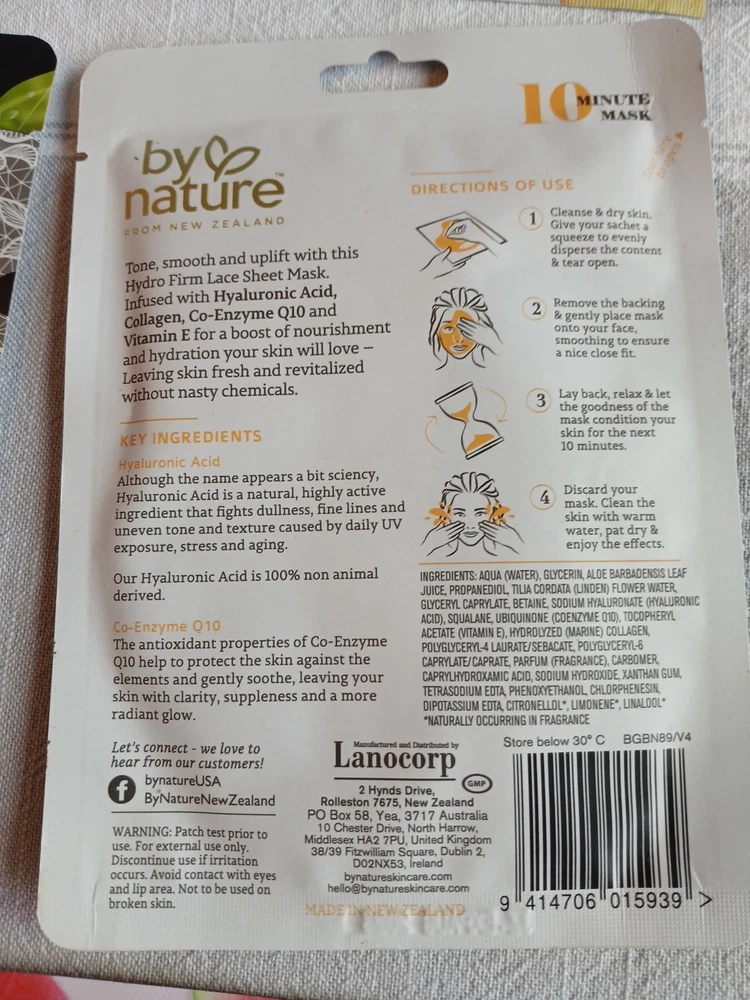 10 MINUTE
MASK
Tear here
to open
by
nature™
FROM NEW ZEALAND
Tone, smooth and uplift with this
Hydro Firm Lace Sheet Mask.
Infused with Hyaluronic Acid,
Collagen, Co-Enzyme Q10 and
Vitamin E for a boost of nourishment
and hydration your skin will love –
Leaving skin fresh and revitalized
without nasty chemicals.
KEY INGREDIENTS
Hyaluronic Acid
Although the name appears a bit sciency,
Hyaluronic Acid is a natural, highly active
ingredient that fights dullness, fine lines and
uneven tone and texture caused by daily UV
exposure, stress and aging.
Our Hyaluronic Acid is 100% non animal
derived.
Co-Enzyme Q10
The antioxidant properties of Co-Enzyme
Q10 help to protect the skin against the
elements and gently soothe, leaving your
skin with clarity, suppleness and a more
radiant glow.
DIRECTIONS OF USE
1 Cleanse & dry skin.
Give your sachet a
squeeze to evenly
disperse the content
& tear open.
2 Remove the backing
& gently place mask
onto your face,
smoothing to ensure
a nice close fit.
3 Lay back, relax & let
the goodness of the
mask condition your
skin for the next
10 minutes.
4 Discard your
mask. Clean the
skin with warm
water, pat dry &
enjoy the effects.
INGREDIENTS: AQUA (WATER), GLYCERIN, ALOE BARBADENSIS LEAF
JUICE, PROPANEDIOL, TILIA CORDATA (LINDEN) FLOWER WATER,
GLYCERYL CAPRYLATE, BETAINE, SODIUM HYALURONATE (HYALURONIC
ACID), SQUALANE, UBIQUINONE (COENZYME Q10), TOCOPHERYL
ACETATE (VITAMIN E), HYDROLYZED (MARINE) COLLAGEN,
POLYGLYCERYL-4 LAURATE/SEBACATE, POLYGLYCERYL-6
CAPRYLATE/CAPRATE, PARFUM (FRAGRANCE), CARBOMER,
CAPRYLHYDROXAMIC ACID, SODIUM HYDROXIDE, XANTHAN GUM,
TETRASODIUM EDTA, PHENOXYETHANOL, CHLORPHENESIN,
DIPOTASSIUM EDTA, CITRONELLOL*, LIMONENE*, LINALOOL*
*NATURALLY OCCURRING IN FRAGRANCE
Let's connect - we love to
hear from our customers!
f bynatureUSA
ByNatureNewZealand
WARNING: Patch test prior to
use. For external use only.
Discontinue use if irritation
occurs. Avoid contact with eyes
and lip area. Not to be used on
broken skin.
Manufactured and Distributed by
Lanocorp
GMP
2 Hynds Drive,
Rolleston 7675, New Zealand
PO Box 58, Yea, 3717 Australia
10 Chester Drive, North Harrow,
Middlesex HA2 7PU, United Kingdom
38/39 Fitzwilliam Square, Dublin 2,
D02NX53, Ireland
bynatureskincare.com
hello@bynatureskincare.com
MADE IN NEW ZEALAND
Store below 30° C BGBN89/V4
9 414706 015939 >